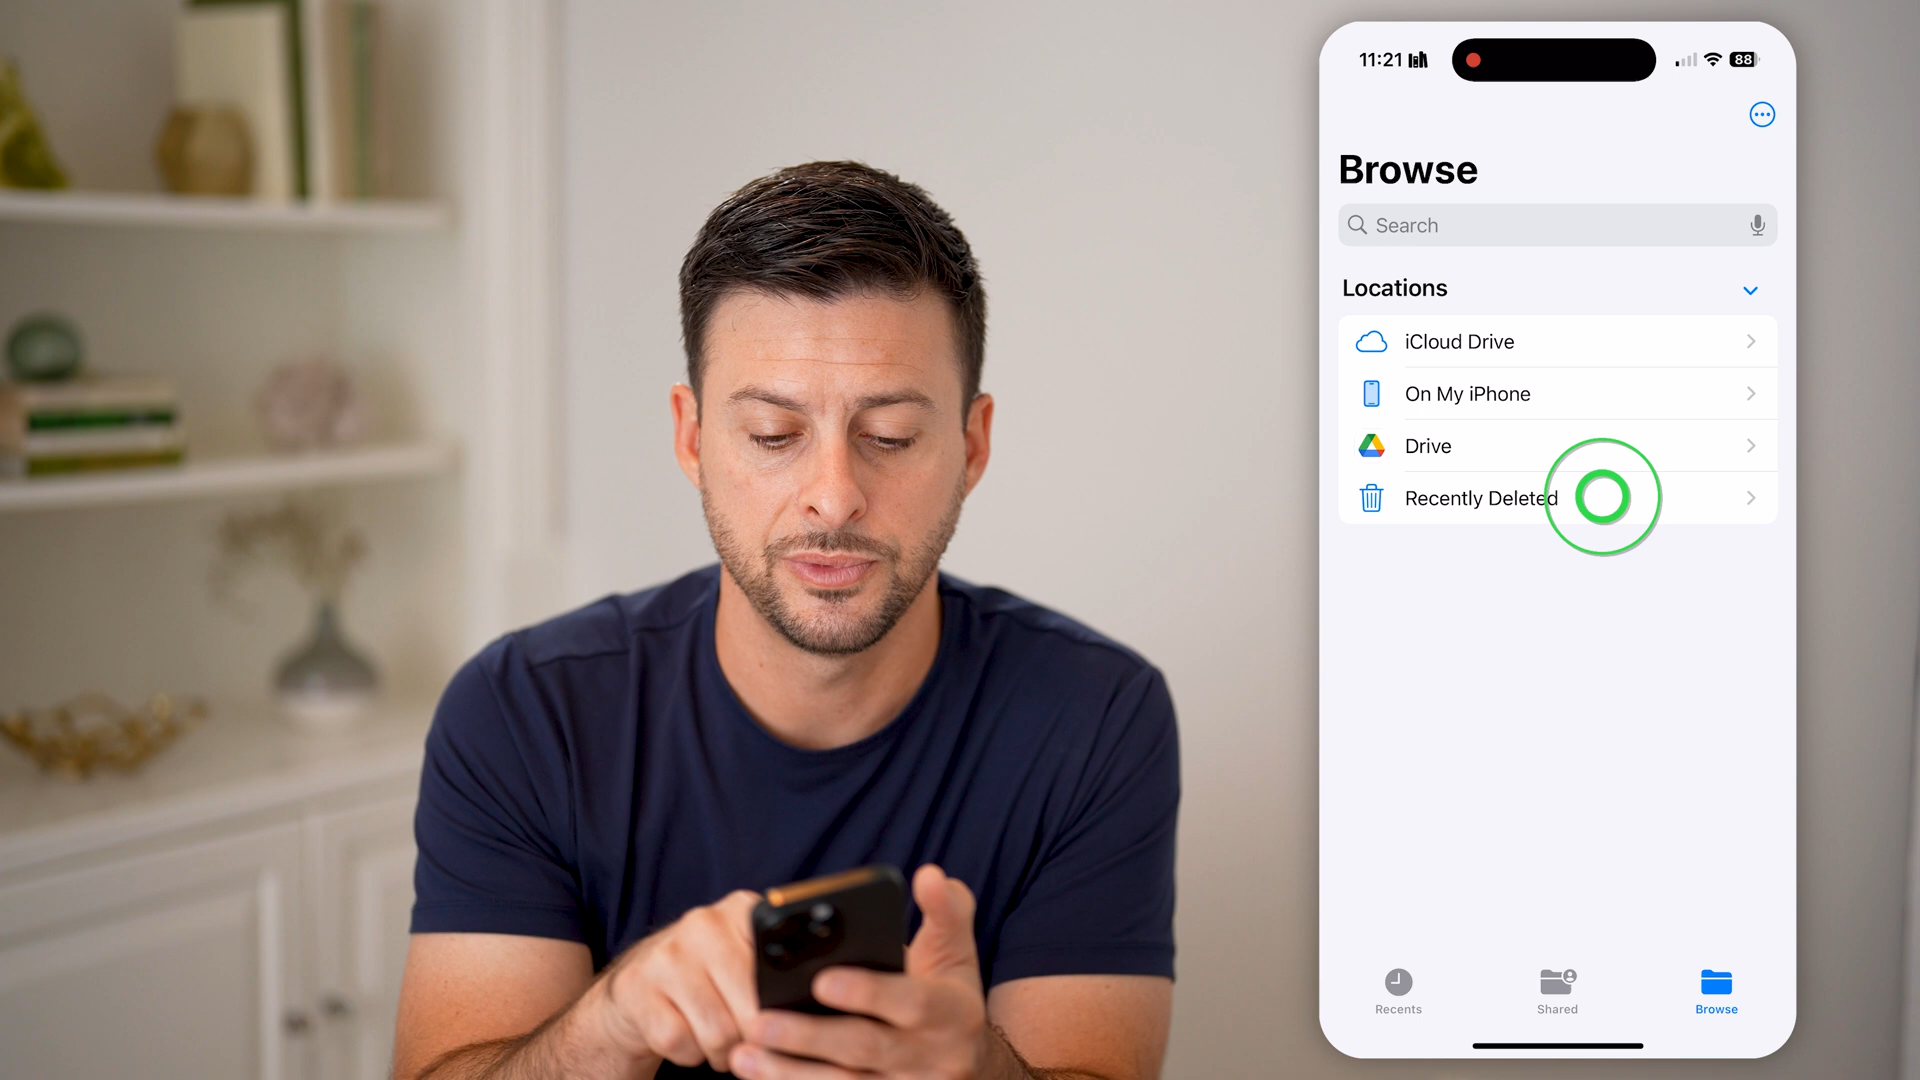 11:21
88
Browse
Search
Locations
iCloud Drive
On My iPhone
Drive
Recently Deleted
Recents
Shared
Browse